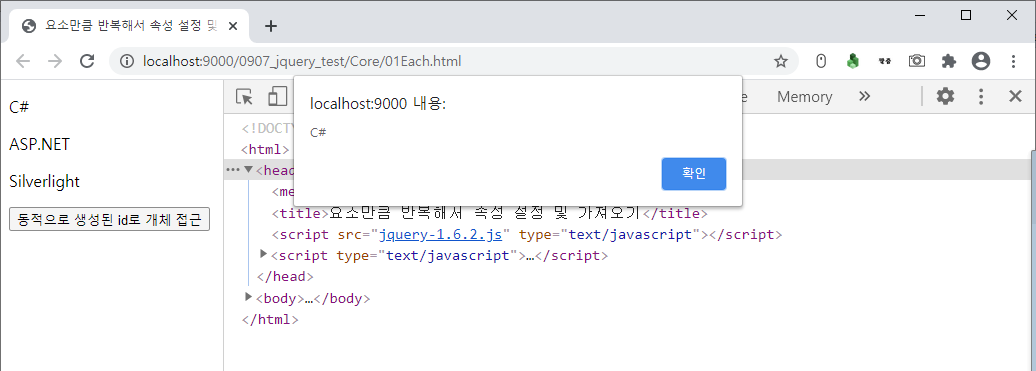 요소만큼 반복해서 속성 설정 및
localhost:9000/0907_jquery_test/Core/01Each.html
localhost:9000 내용:
C#
확인
Memory
C#
ASP.NET
Silverlight
동적으로 생성된 id로 개체 접근
<!DOCTY
<html>
<head
<me
<title>요소만큼 반복해서 속성 설정 및 가져오기</title>
<script src="jquery-1.6.2.js" type="text/javascript"></script>
<script type="text/javascript">…</script>
</head>
<body>…</body>
</html>